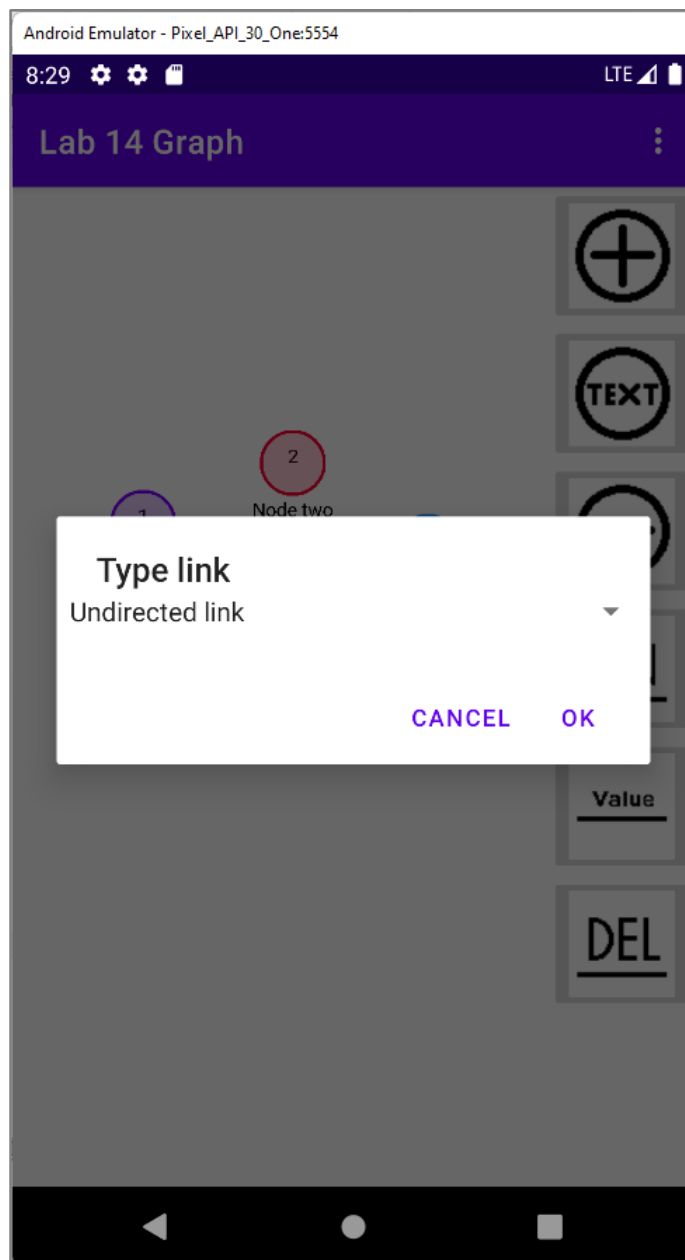 Android Emulator - Pixel_API_30_One:5554
8:29 LTE
Lab 14 Graph
TEXT
2
1
Node two
Type link
Undirected link
CANCEL OK
Value
DEL